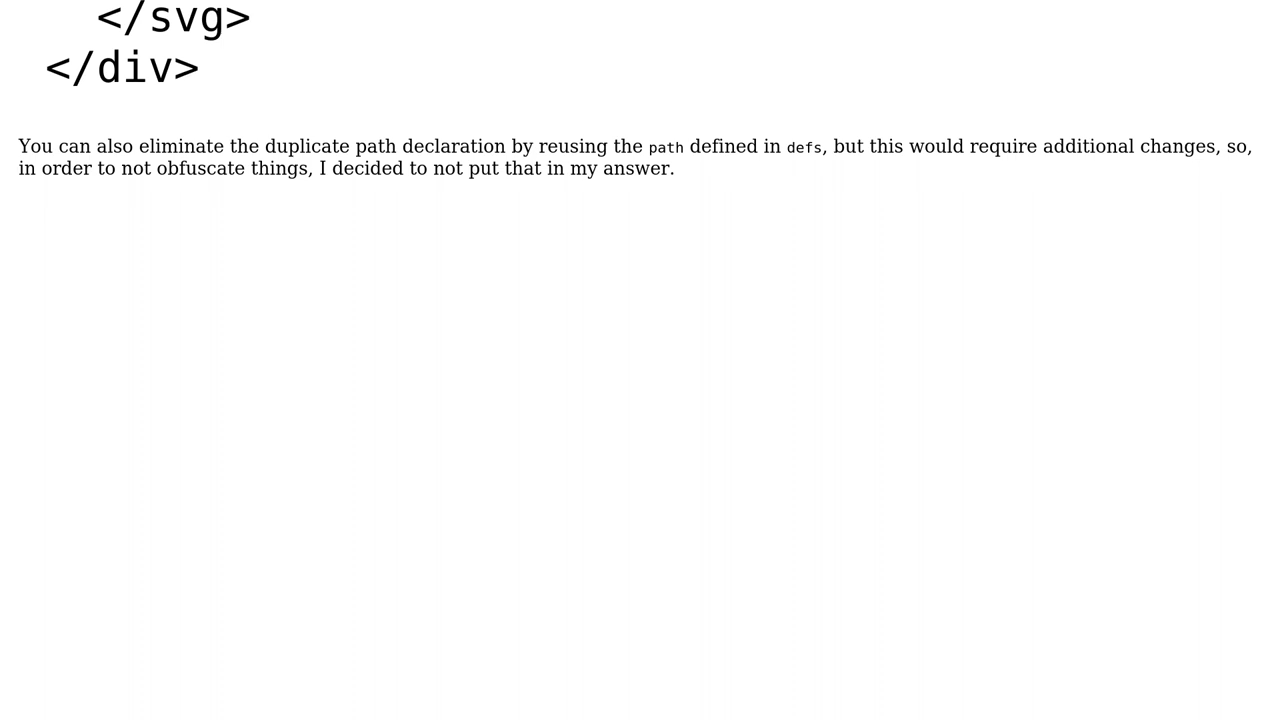 </svg>
</div>
You can also eliminate the duplicate path declaration by reusing the path defined in defs, but this would require additional changes, so,
in order to not obfuscate things, I decided to not put that in my answer.